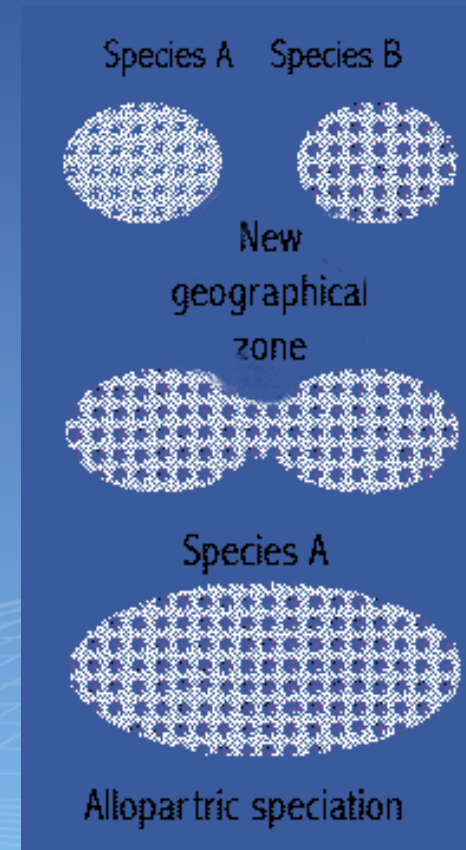 Species A Species B
New
geographical
zone
Species A
Allopartric speciation